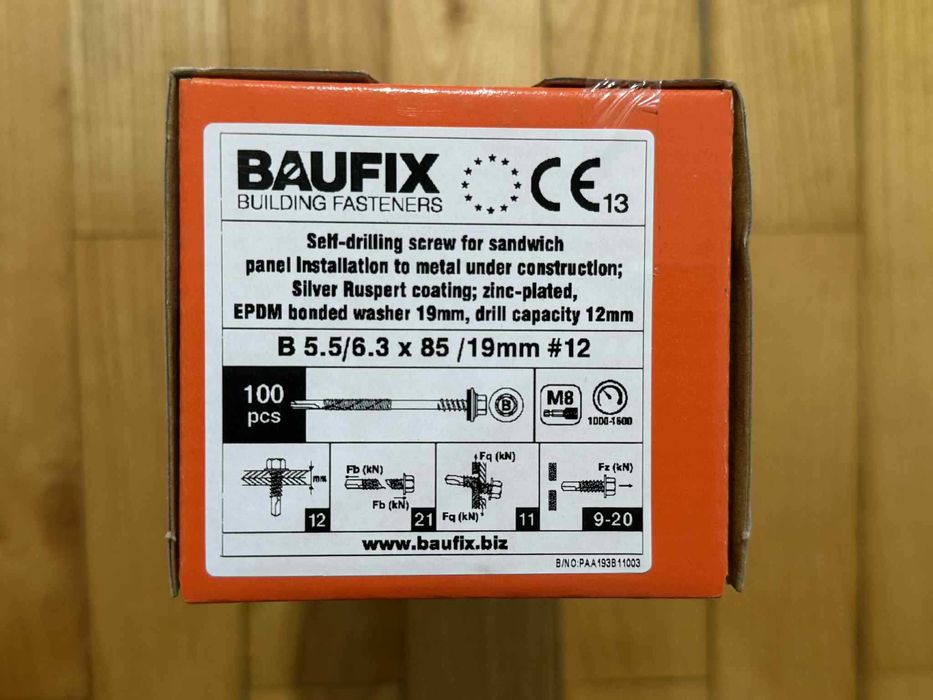 BAUFIX
BUILDING FASTENERS
CE 13
Self-drilling screw for sandwich
panel Installation to metal under construction;
Silver Ruspert coating; zinc-plated,
EPDM bonded washer 19mm, drill capacity 12mm
B 5.5/6.3 x 85 /19mm #12
100
pcs
B
M8
1000-1600
mm
12
Fb (kN)
Fb (kN)
21
Fq (kN)
Fq (kN)
11
Fz (kN)
9-20
www.baufix.biz
B/NO:PAA193B11003